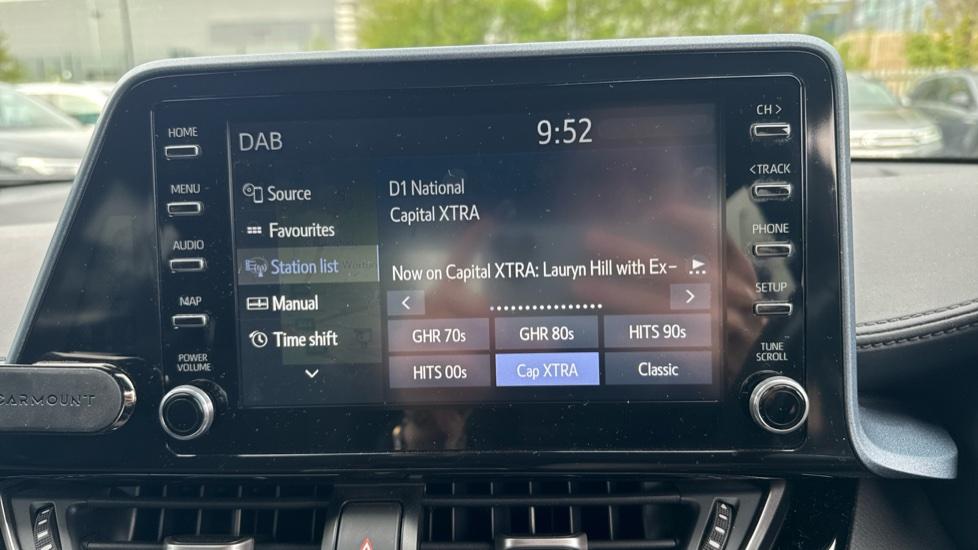 HOME
MENU
AUDIO
MAP
POWER
VOLUME
CARMOUNT
DAB
9:52
Source
Favourites
Station list
Manual
Time shift
D1 National
Capital XTRA
Now on Capital XTRA: Lauryn Hill with Ex-
GHR 70s
GHR 80s
HITS 90s
HITS 00s
Cap XTRA
Classic
CH >
< TRACK
PHONE
SETUP
TUNE
SCROLL